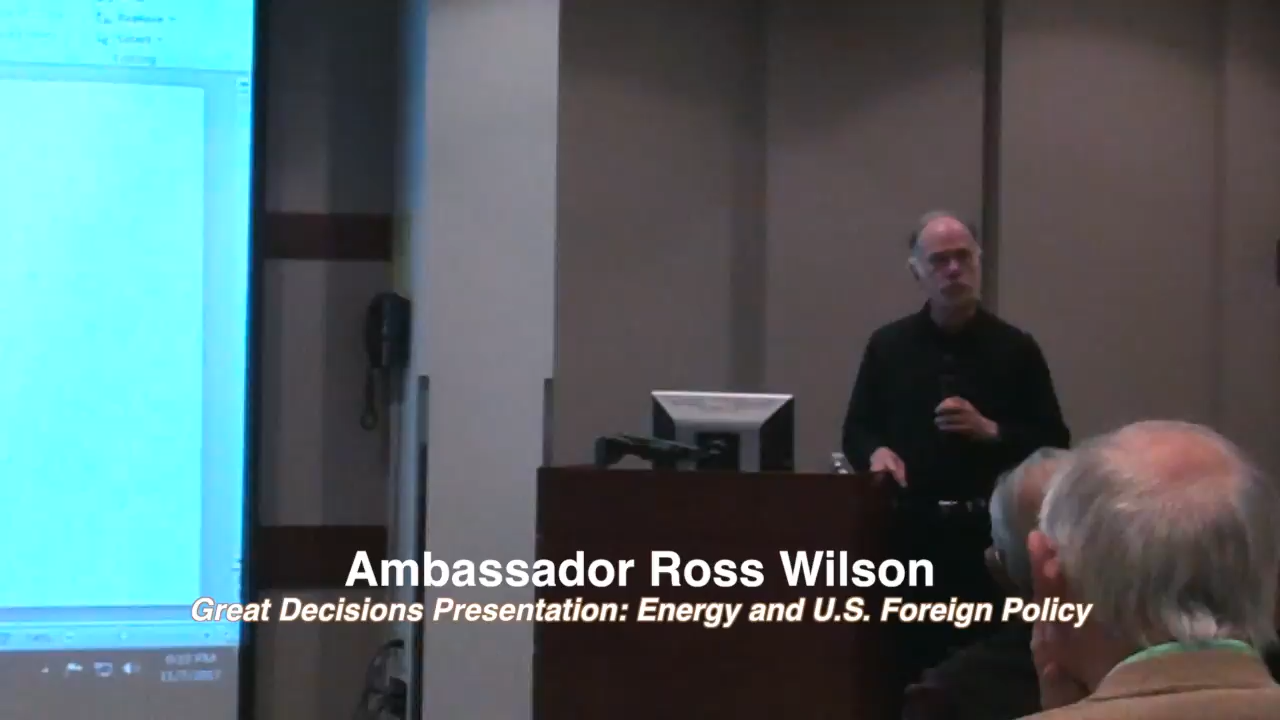 Ambassador Ross Wilson
Great Decisions Presentation: Energy and U.S. Foreign Policy